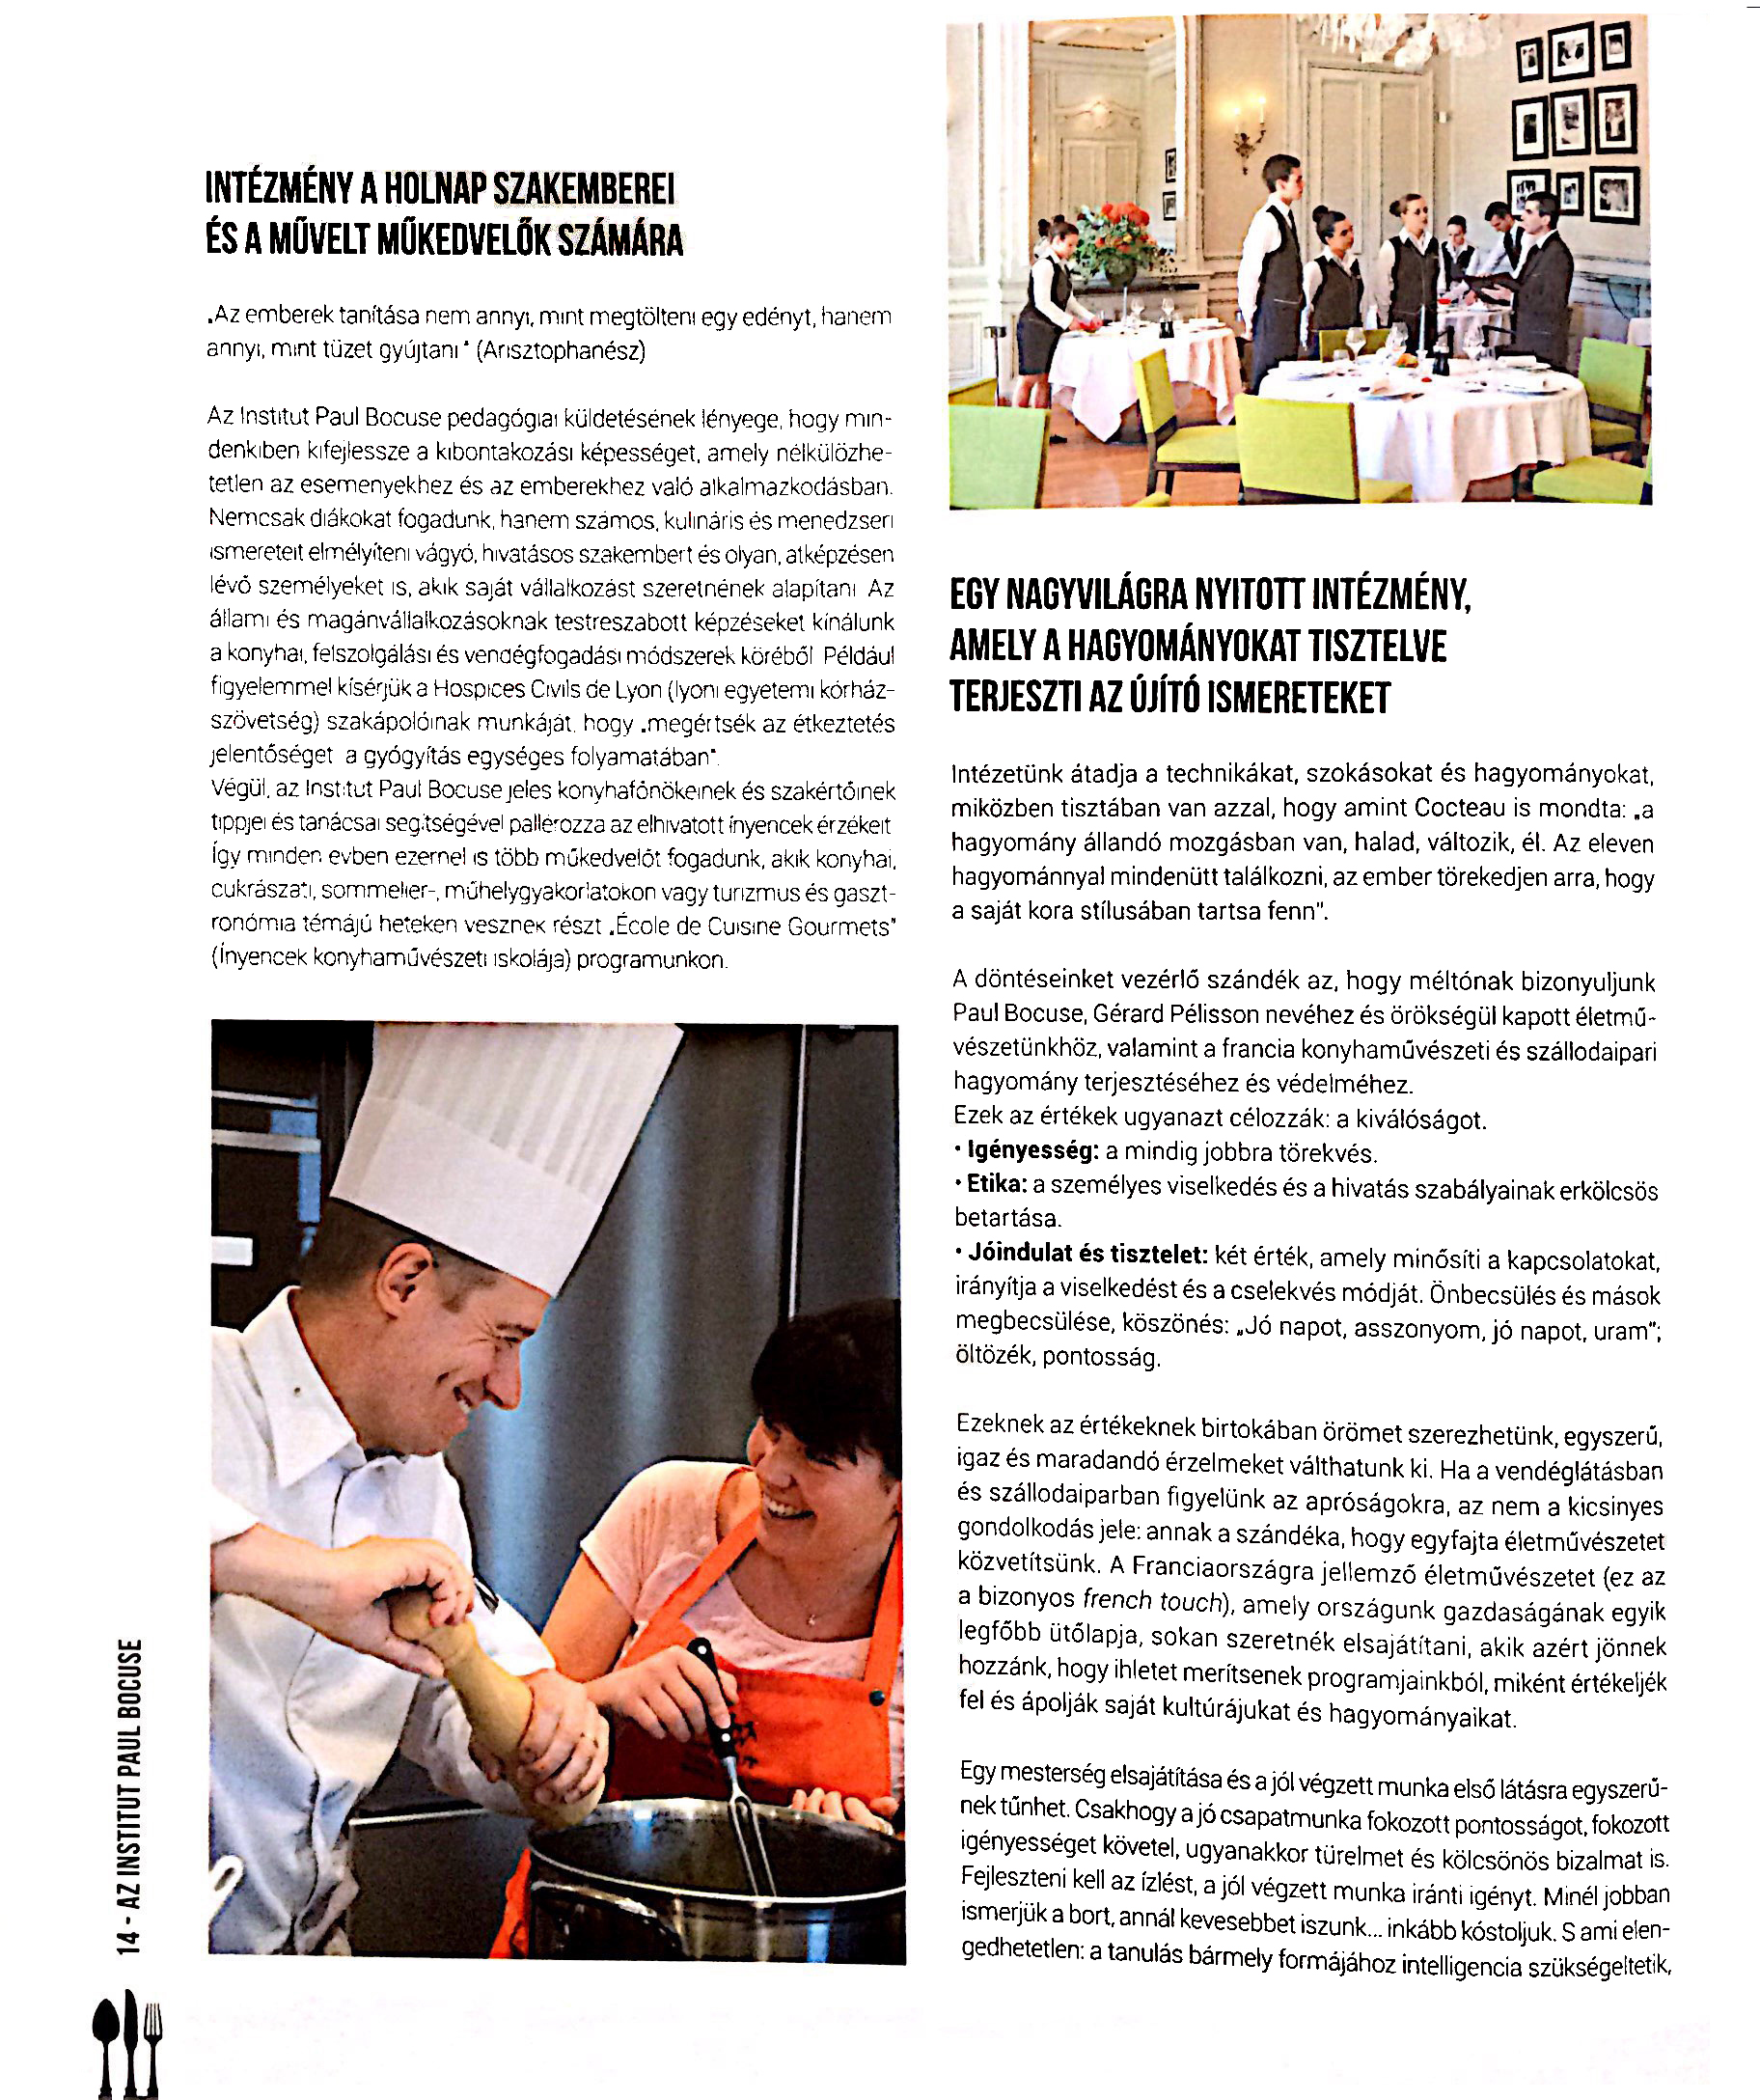 INTÉZMÉNY A HOLNAP SZAKEMBEREI
ÉS A MŰVELT MŰKEDVELŐK SZÁMÁRA
„Az emberek tanítása nem annyi, mint megtölteni egy edényt, hanem
annyi, mint tüzet gyújtani" (Arisztophanész)
Az Institut Paul Bocuse pedagógiai küldetésének lényege, hogy min-
denkiben kifejlessze a kibontakozási képességet, amely nélkülözhe-
tetlen az eseményekhez és az emberekhez való alkalmazkodásban.
Nemcsak diákokat fogadunk, hanem számos, kulináris és menedzseri
ismereteit elmélyíteni vágyó, hivatásos szakembert és olyan, átképzésen
lévő személyeket is, akik saját vállalkozást szeretnének alapítani. Az
állami és magánvállalkozásoknak testreszabott képzéseket kínálunk
a konyhai, felszolgálási és vendégfogadási módszerek köréből. Például
figyelemmel kísérjük a Hospices Civils de Lyon (lyoni egyetemi kórház-
szövetség) szakápolóinak munkáját, hogy „megértsék az étkeztetés
jelentőségét a gyógyítás egységes folyamatában".
Végül, az Institut Paul Bocuse jeles konyhafőnökeinek és szakértőinek
tippjei és tanácsai segítségével pallérozza az elhivatott ínyencek érzékeit.
Így minden évben ezernél is több műkedvelőt fogadunk, akik konyhai,
cukrászati, sommelier-, műhelygyakorlatokon vagy turizmus és gaszt-
ronómia témájú heteken vesznek részt „École de Cuisine Gourmets"
(Ínyencek konyhaművészeti iskolája) programunkon.
EGY NAGYVILÁGRA NYITOTT INTÉZMÉNY,
AMELY A HAGYOMÁNYOKAT TISZTELVE
TERJESZTI AZ ÚJÍTÓ ISMERETEKET
Intézetünk átadja a technikákat, szokásokat és hagyományokat,
miközben tisztában van azzal, hogy amint Cocteau is mondta: „a
hagyomány állandó mozgásban van, halad, változik, él. Az eleven
hagyománnyal mindenütt találkozni, az ember törekedjen arra, hogy
a saját kora stílusában tartsa fenn".
A döntéseinket vezérlő szándék az, hogy méltónak bizonyuljunk
Paul Bocuse, Gérard Pélisson nevéhez és örökségül kapott életmű-
vészetünkhöz, valamint a francia konyhaművészeti és szállodaipari
hagyomány terjesztéséhez és védelméhez.
Ezek az értékek ugyanazt célozzák: a kiválóságot.
• Igényesség: a mindig jobbra törekvés.
• Etika: a személyes viselkedés és a hivatás szabályainak erkölcsös
betartása.
• Jóindulat és tisztelet: két érték, amely minősíti a kapcsolatokat,
irányítja a viselkedést és a cselekvés módját. Önbecsülés és mások
megbecsülése, köszönés: „Jó napot, asszonyom, jó napot, uram";
öltözék, pontosság.
Ezeknek az értékeknek birtokában örömet szerezhetünk, egyszerű,
igaz és maradandó érzelmeket válthatunk ki. Ha a vendéglátásban
és szállodaiparban figyelünk az apróságokra, az nem a kicsinyes
gondolkodás jele: annak a szándéka, hogy egyfajta életművészetet
közvetítsünk. A Franciaországra jellemző életművészetet (ez az
a bizonyos french touch), amely országunk gazdaságának egyik
legfőbb ütőlapja, sokan szeretnék elsajátítani, akik azért jönnek
hozzánk, hogy ihletet merítsenek programjainkból, miként értékeljék
fel és ápolják saját kultúrájukat és hagyományaikat.
Egy mesterség elsajátítása és a jól végzett munka első látásra egyszerű-
nek tűnhet. Csakhogy a jó csapatmunka fokozott pontosságot, fokozott
igényességet követel, ugyanakkor türelmet és kölcsönös bizalmat is.
Fejleszteni kell az ízlést, a jól végzett munka iránti igényt. Minél jobban
ismerjük a bort, annál kevesebbet iszunk... inkább kóstoljuk. S ami elen-
gedhetetlen: a tanulás bármely formájához intelligencia szükségeltetik,
14 - AZ INSTITUT PAUL BOCUSE